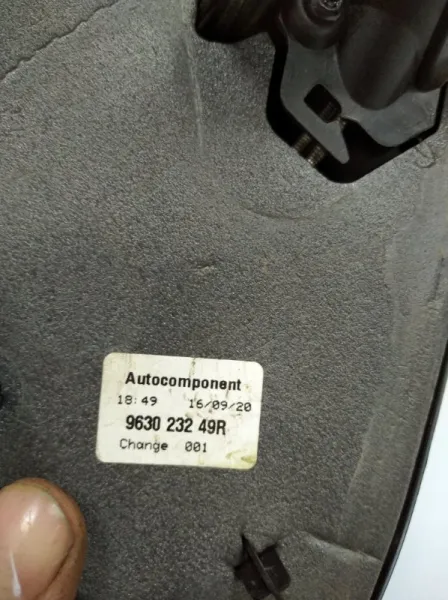 Autocomponent
18:49 16/09/20
9630 232 49R
Change 001